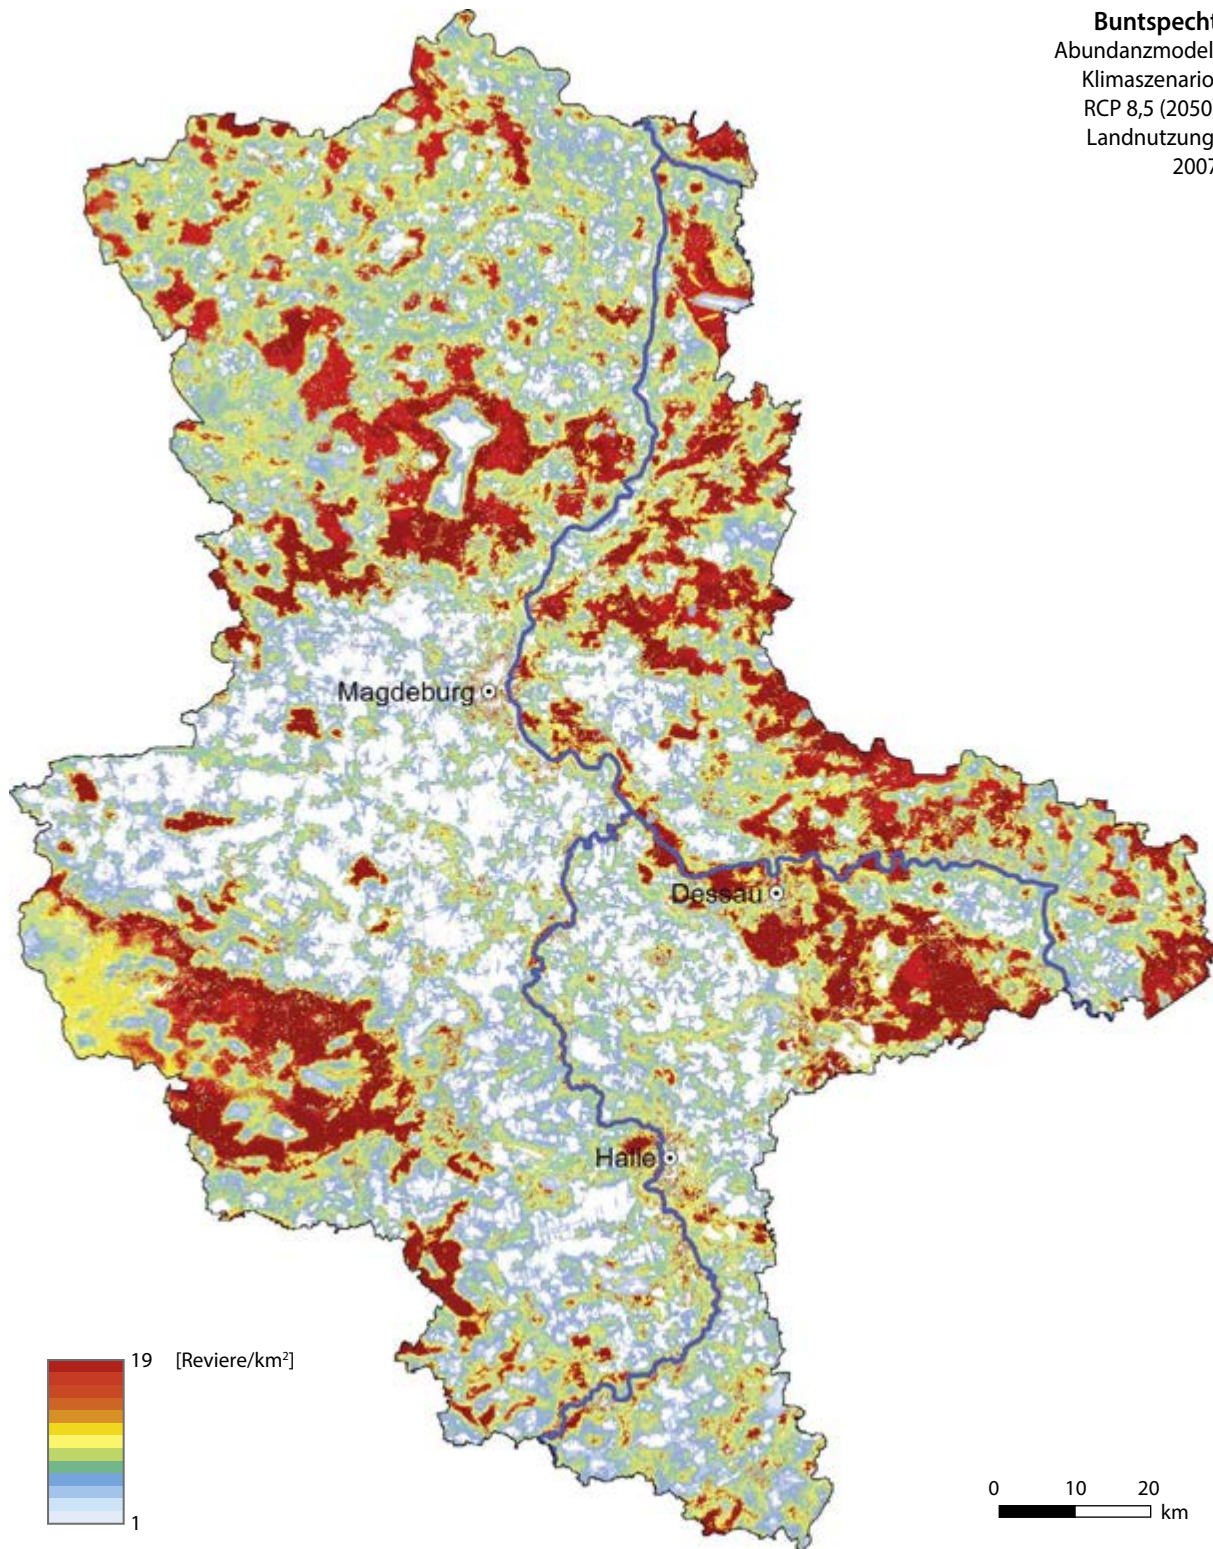 Buntspecht
Abundanzmodell
Klimaszenario
RCP 8,5 (2050
Landnutzung
2007
Magdeburg
Dessau
Halle
19 [Reviere/km²]
1
0 10 20
km